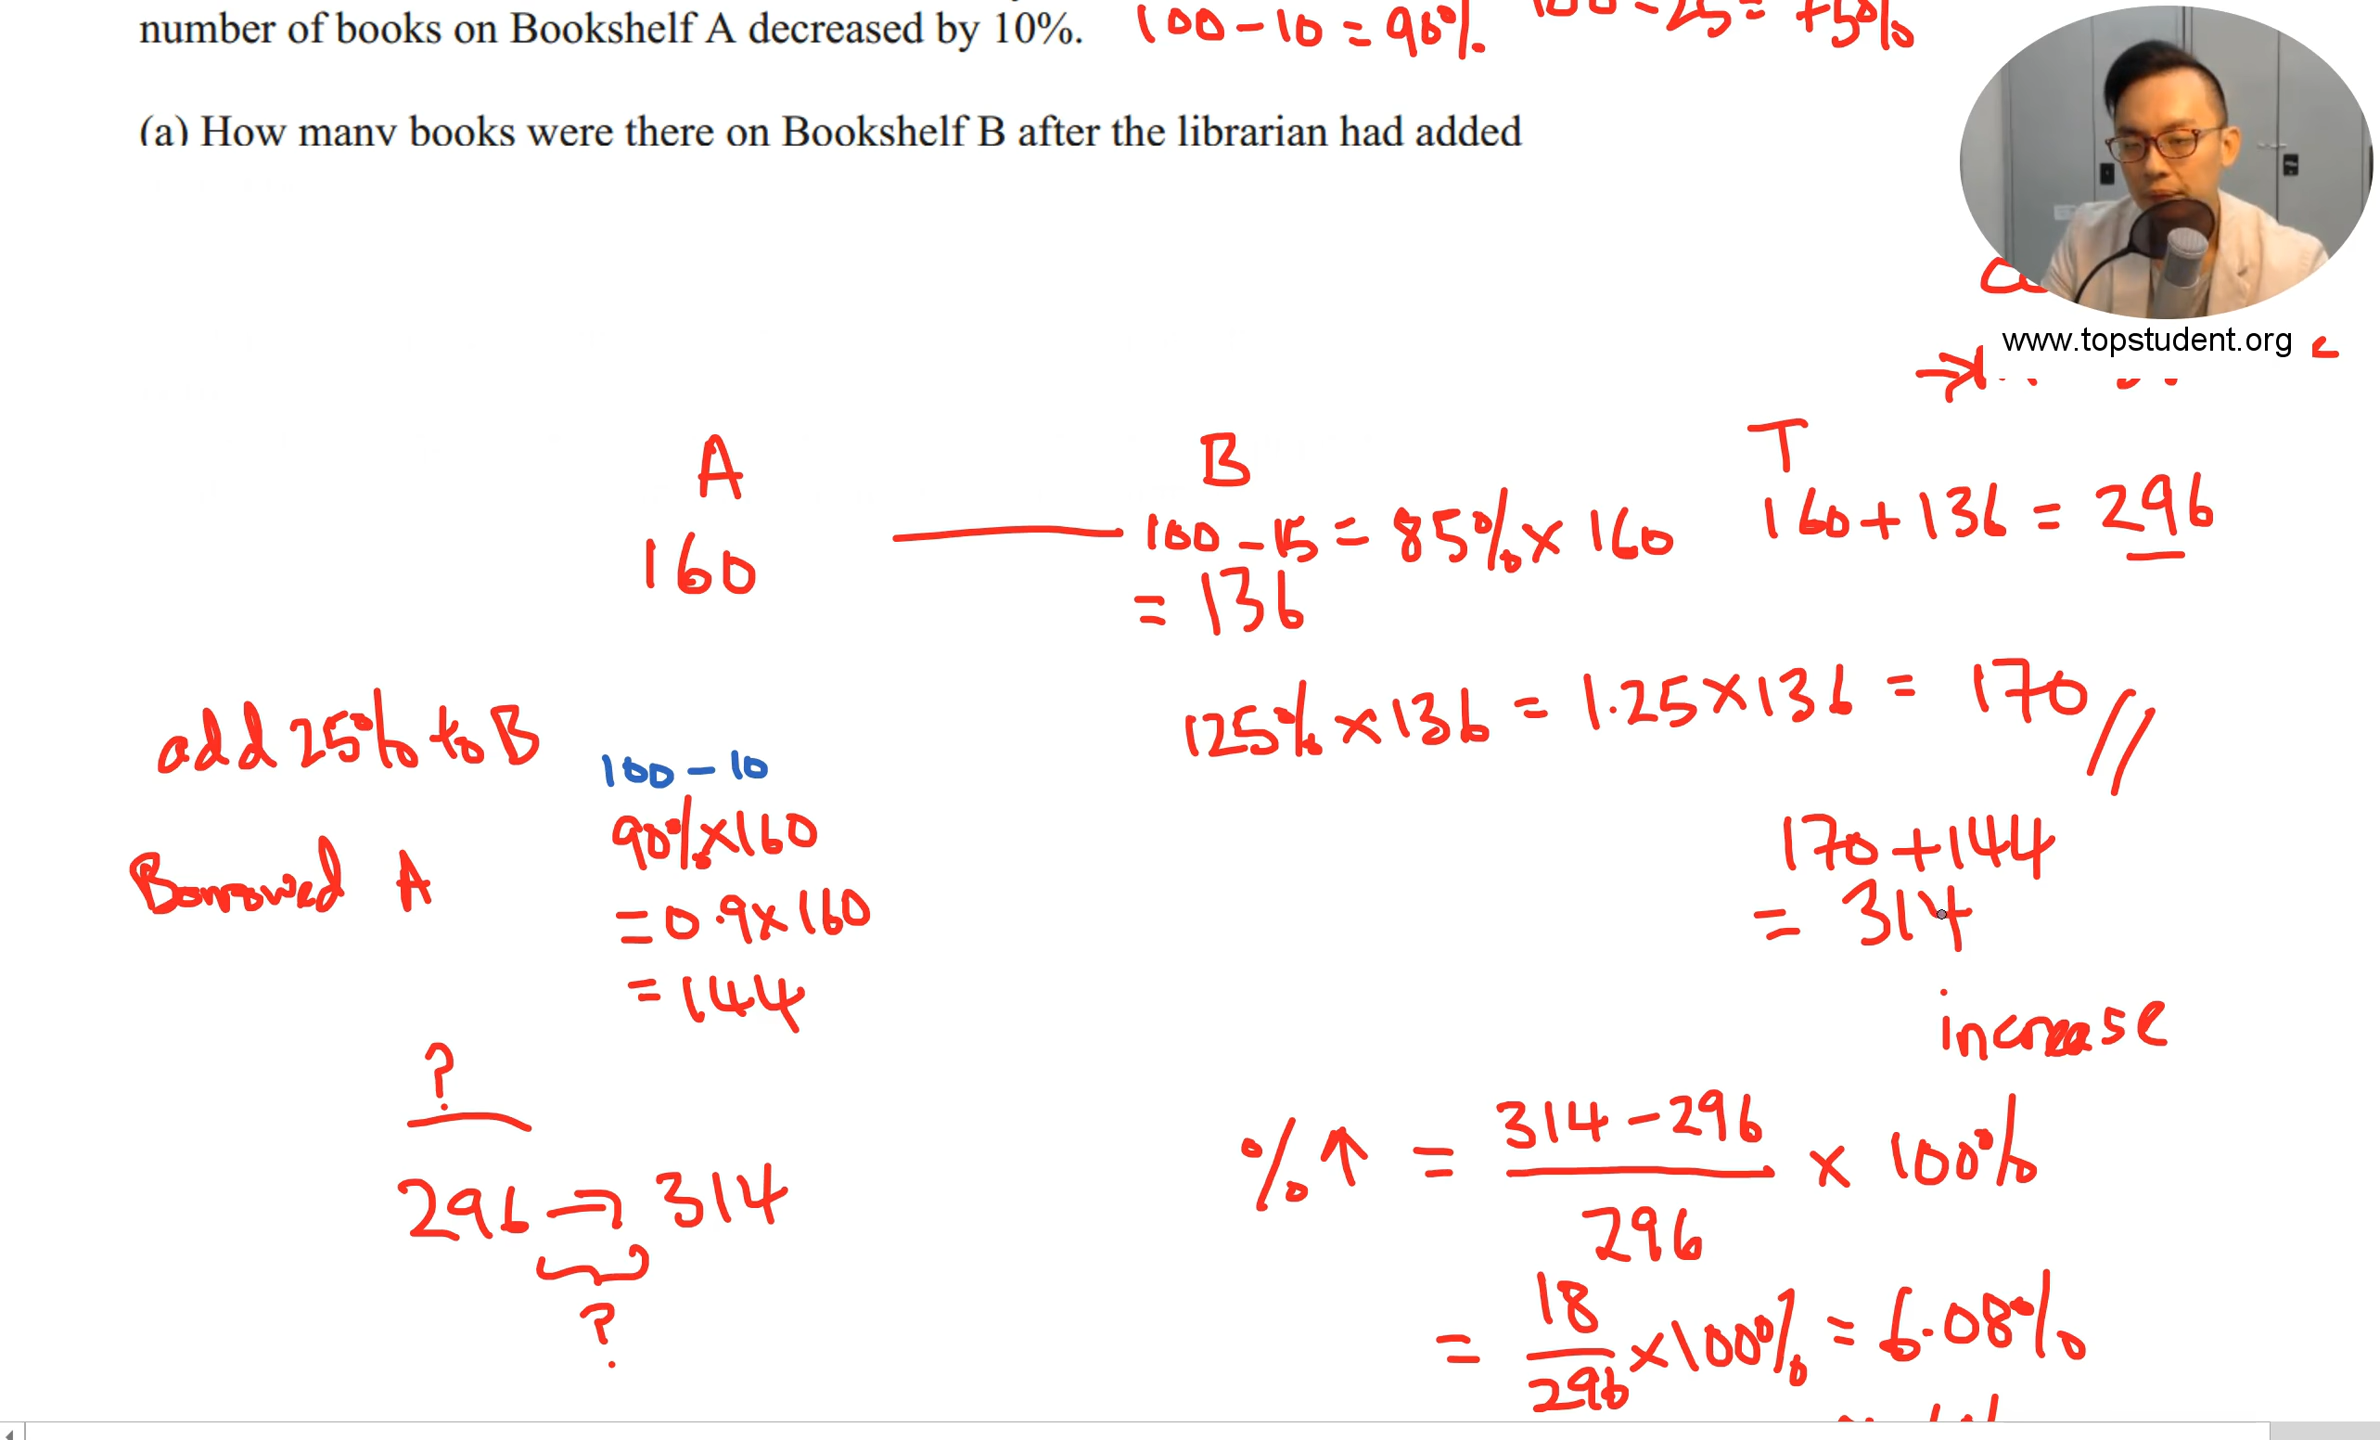 number of books on Bookshelf A decreased by 10%. 100-10=90%
(a) How many books were there on Bookshelf B after the librarian had added
www.topstudent.org
A B T
160 100-15=85%×160 160+136=296
=136
add 25% to B 125%×136=1.25×136=170
100-10
90%×160 170+144
Borrowed A =314
=0.9×160
=144
increase
?
%↑ = 314-296 × 100%
296
296 → 314
?
= 18 ×100% = 6.08%
296